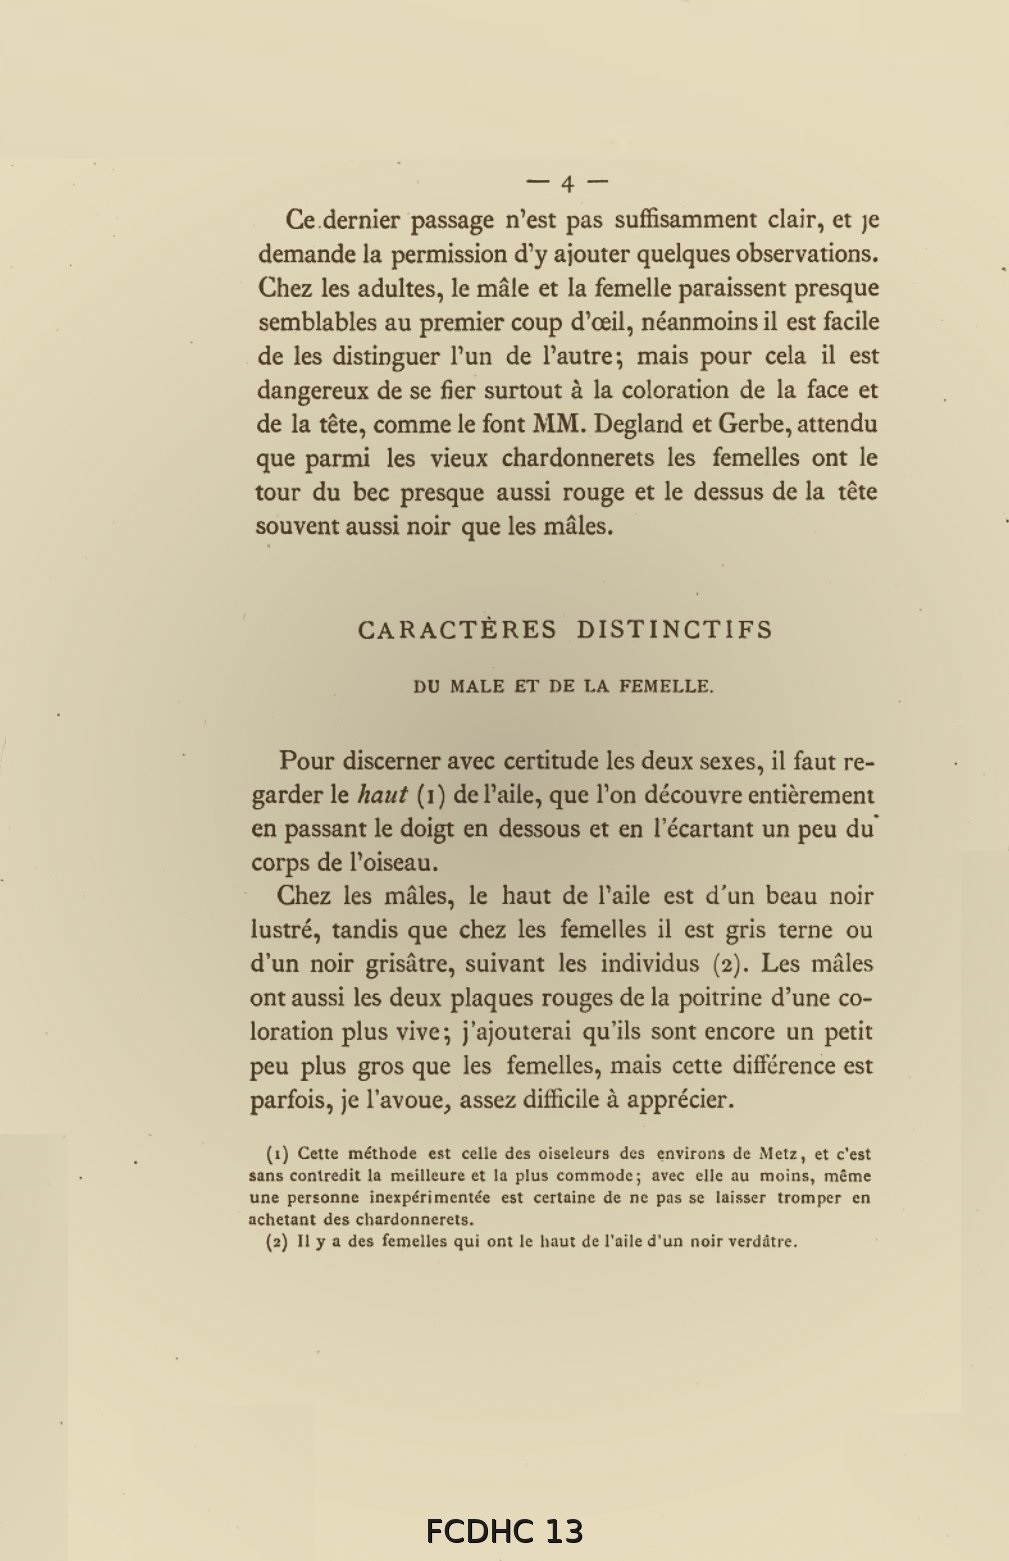 — 4 —
Ce dernier passage n'est pas suffisamment clair, et je
demande la permission d'y ajouter quelques observations.
Chez les adultes, le mâle et la femelle paraissent presque
semblables au premier coup d'œil, néanmoins il est facile
de les distinguer l'un de l'autre; mais pour cela il est
dangereux de se fier surtout à la coloration de la face et
de la tête, comme le font MM. Degland et Gerbe, attendu
que parmi les vieux chardonnerets les femelles ont le
tour du bec presque aussi rouge et le dessus de la tête
souvent aussi noir que les mâles.
CARACTÈRES DISTINCTIFS
DU MALE ET DE LA FEMELLE.
Pour discerner avec certitude les deux sexes, il faut re-
garder le haut (1) de l'aile, que l'on découvre entièrement
en passant le doigt en dessous et en l'écartant un peu du
corps de l'oiseau.
Chez les mâles, le haut de l'aile est d'un beau noir
lustré, tandis que chez les femelles il est gris terne ou
d'un noir grisâtre, suivant les individus (2). Les mâles
ont aussi les deux plaques rouges de la poitrine d'une co-
loration plus vive; j'ajouterai qu'ils sont encore un petit
peu plus gros que les femelles, mais cette différence est
parfois, je l'avoue, assez difficile à apprécier.
(1) Cette méthode est celle des oiseleurs des environs de Metz, et c'est
sans contredit la meilleure et la plus commode; avec elle au moins, même
une personne inexpérimentée est certaine de ne pas se laisser tromper en
achetant des chardonnerets.
(2) Il y a des femelles qui ont le haut de l'aile d'un noir verdâtre.
FCDHC 13